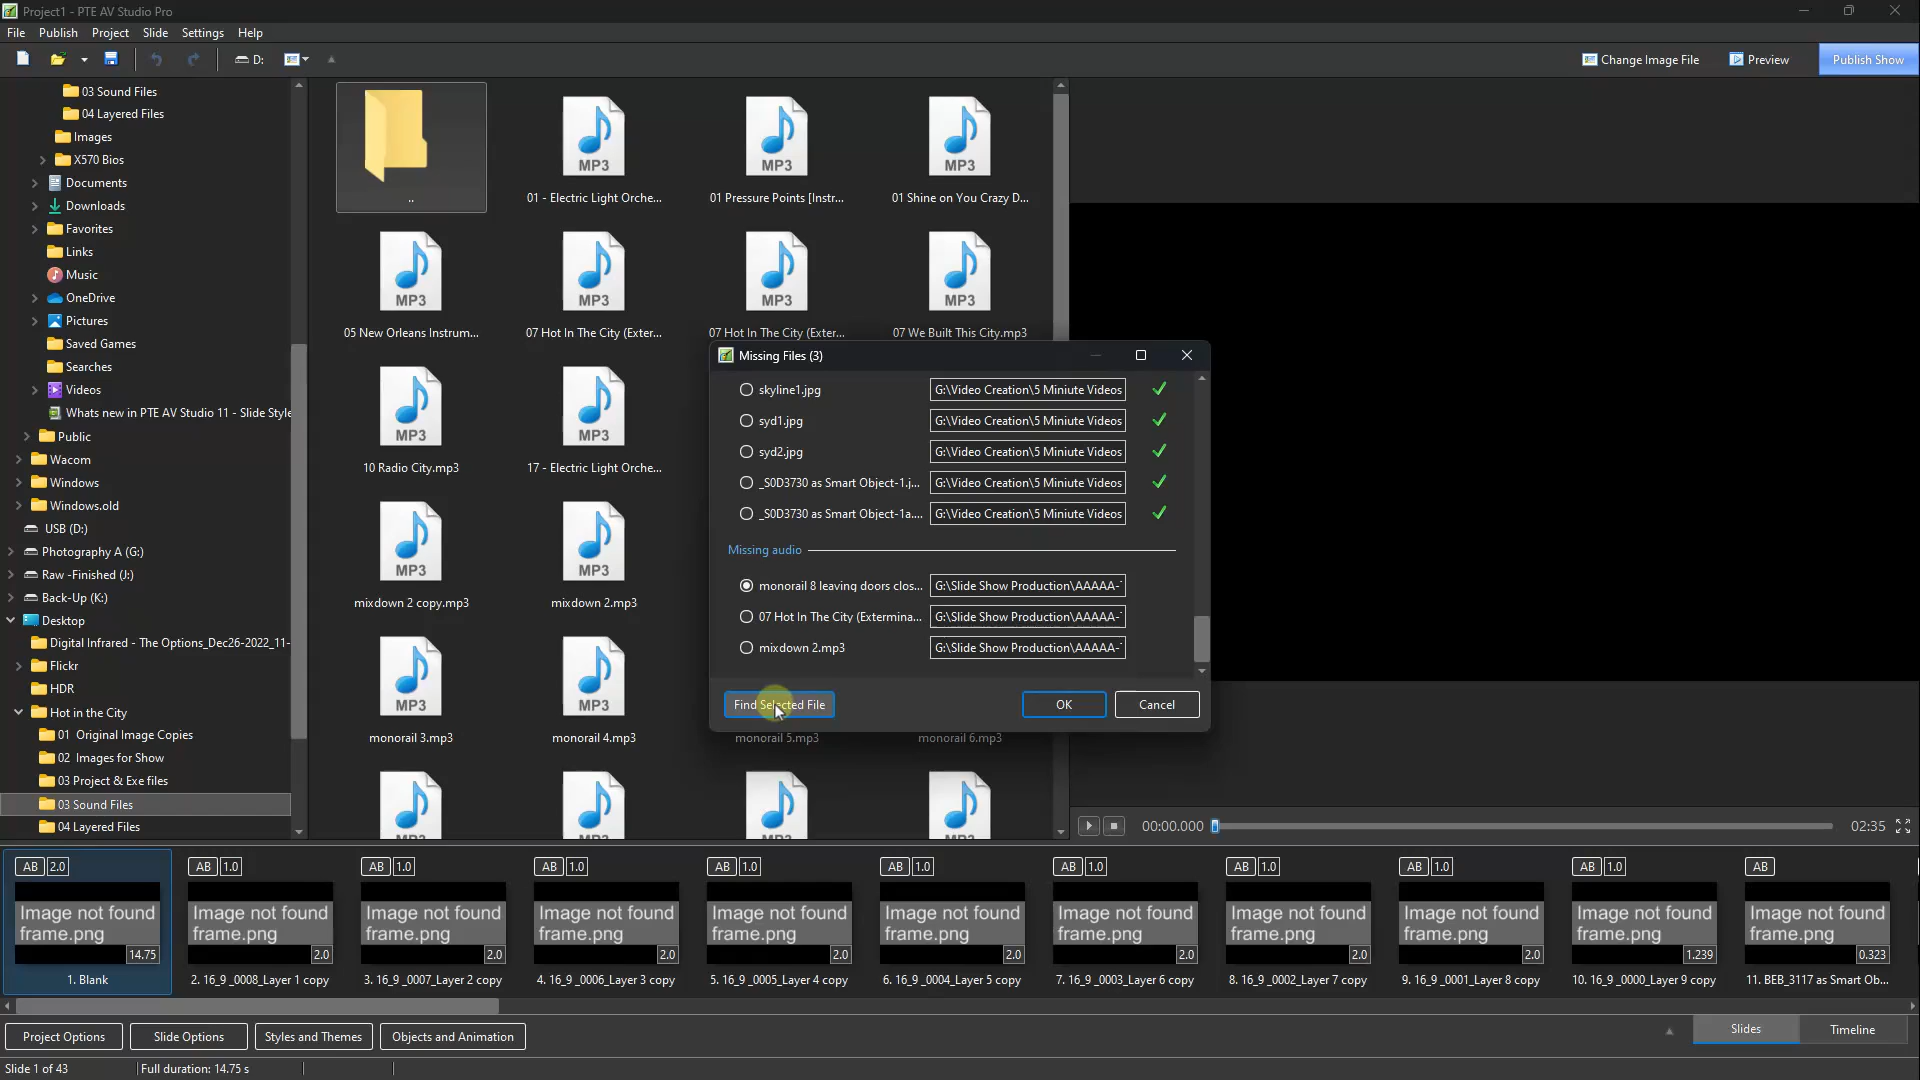 Project1 - PTE AV Studio Pro
File Publish Project Slide Settings Help
D:
Change Image File
Preview
Publish Show
03 Sound Files
04 Layered Files
Images
X570 Bios
Documents
Downloads
Favorites
Links
Music
OneDrive
Pictures
Saved Games
Searches
Videos
Whats new in PTE AV Studio 11 - Slide Style
Public
Wacom
Windows
Windows.old
USB (D:)
Photography A (G:)
Raw -Finished (J:)
Back-Up (K:)
Desktop
Digital Infrared - The Options_Dec26-2022_11-
Flickr
HDR
Hot in the City
01 Original Image Copies
02 Images for Show
03 Project & Exe files
03 Sound Files
04 Layered Files
..
MP3
01 - Electric Light Orche...
MP3
01 Pressure Points [Instr...
MP3
01 Shine on You Crazy D...
MP3
05 New Orleans Instrum...
MP3
07 Hot In The City (Exter...
MP3
07 Hot In The City (Exter...
MP3
07 We Built This City.mp3
MP3
10 Radio City.mp3
MP3
17 - Electric Light Orche...
MP3
mixdown 2 copy.mp3
MP3
mixdown 2.mp3
MP3
monorail 3.mp3
MP3
monorail 4.mp3
monorail 5.mp3
monorail 6.mp3
MP3
MP3
MP3
MP3
Missing Files (3)
skyline1.jpg G:\Video Creation\5 Miniute Videos
syd1.jpg G:\Video Creation\5 Miniute Videos
syd2.jpg G:\Video Creation\5 Miniute Videos
_S0D3730 as Smart Object-1.j... G:\Video Creation\5 Miniute Videos
_S0D3730 as Smart Object-1a.... G:\Video Creation\5 Miniute Videos
Missing audio
monorail 8 leaving doors clos... G:\Slide Show Production\AAAAA-
07 Hot In The City (Extermina... G:\Slide Show Production\AAAAA-
mixdown 2.mp3 G:\Slide Show Production\AAAAA-
Find Selected File
OK
Cancel
00:00.000
02:35
AB 2.0
Image not found
frame.png
14.75
1. Blank
AB 1.0
Image not found
frame.png
2.0
2. 16_9 _0008_Layer 1 copy
AB 1.0
Image not found
frame.png
2.0
3. 16_9 _0007_Layer 2 copy
AB 1.0
Image not found
frame.png
2.0
4. 16_9 _0006_Layer 3 copy
AB 1.0
Image not found
frame.png
2.0
5. 16_9 _0005_Layer 4 copy
AB 1.0
Image not found
frame.png
2.0
6. 16_9 _0004_Layer 5 copy
AB 1.0
Image not found
frame.png
2.0
7. 16_9 _0003_Layer 6 copy
AB 1.0
Image not found
frame.png
2.0
8. 16_9 _0002_Layer 7 copy
AB 1.0
Image not found
frame.png
2.0
9. 16_9 _0001_Layer 8 copy
AB 1.0
Image not found
frame.png
1.239
10. 16_9 _0000_Layer 9 copy
AB
Image not found
frame.png
0.323
11. BEB_3117 as Smart Ob...
Project Options
Slide Options
Styles and Themes
Objects and Animation
Slides
Timeline
Slide 1 of 43
Full duration: 14.75 s